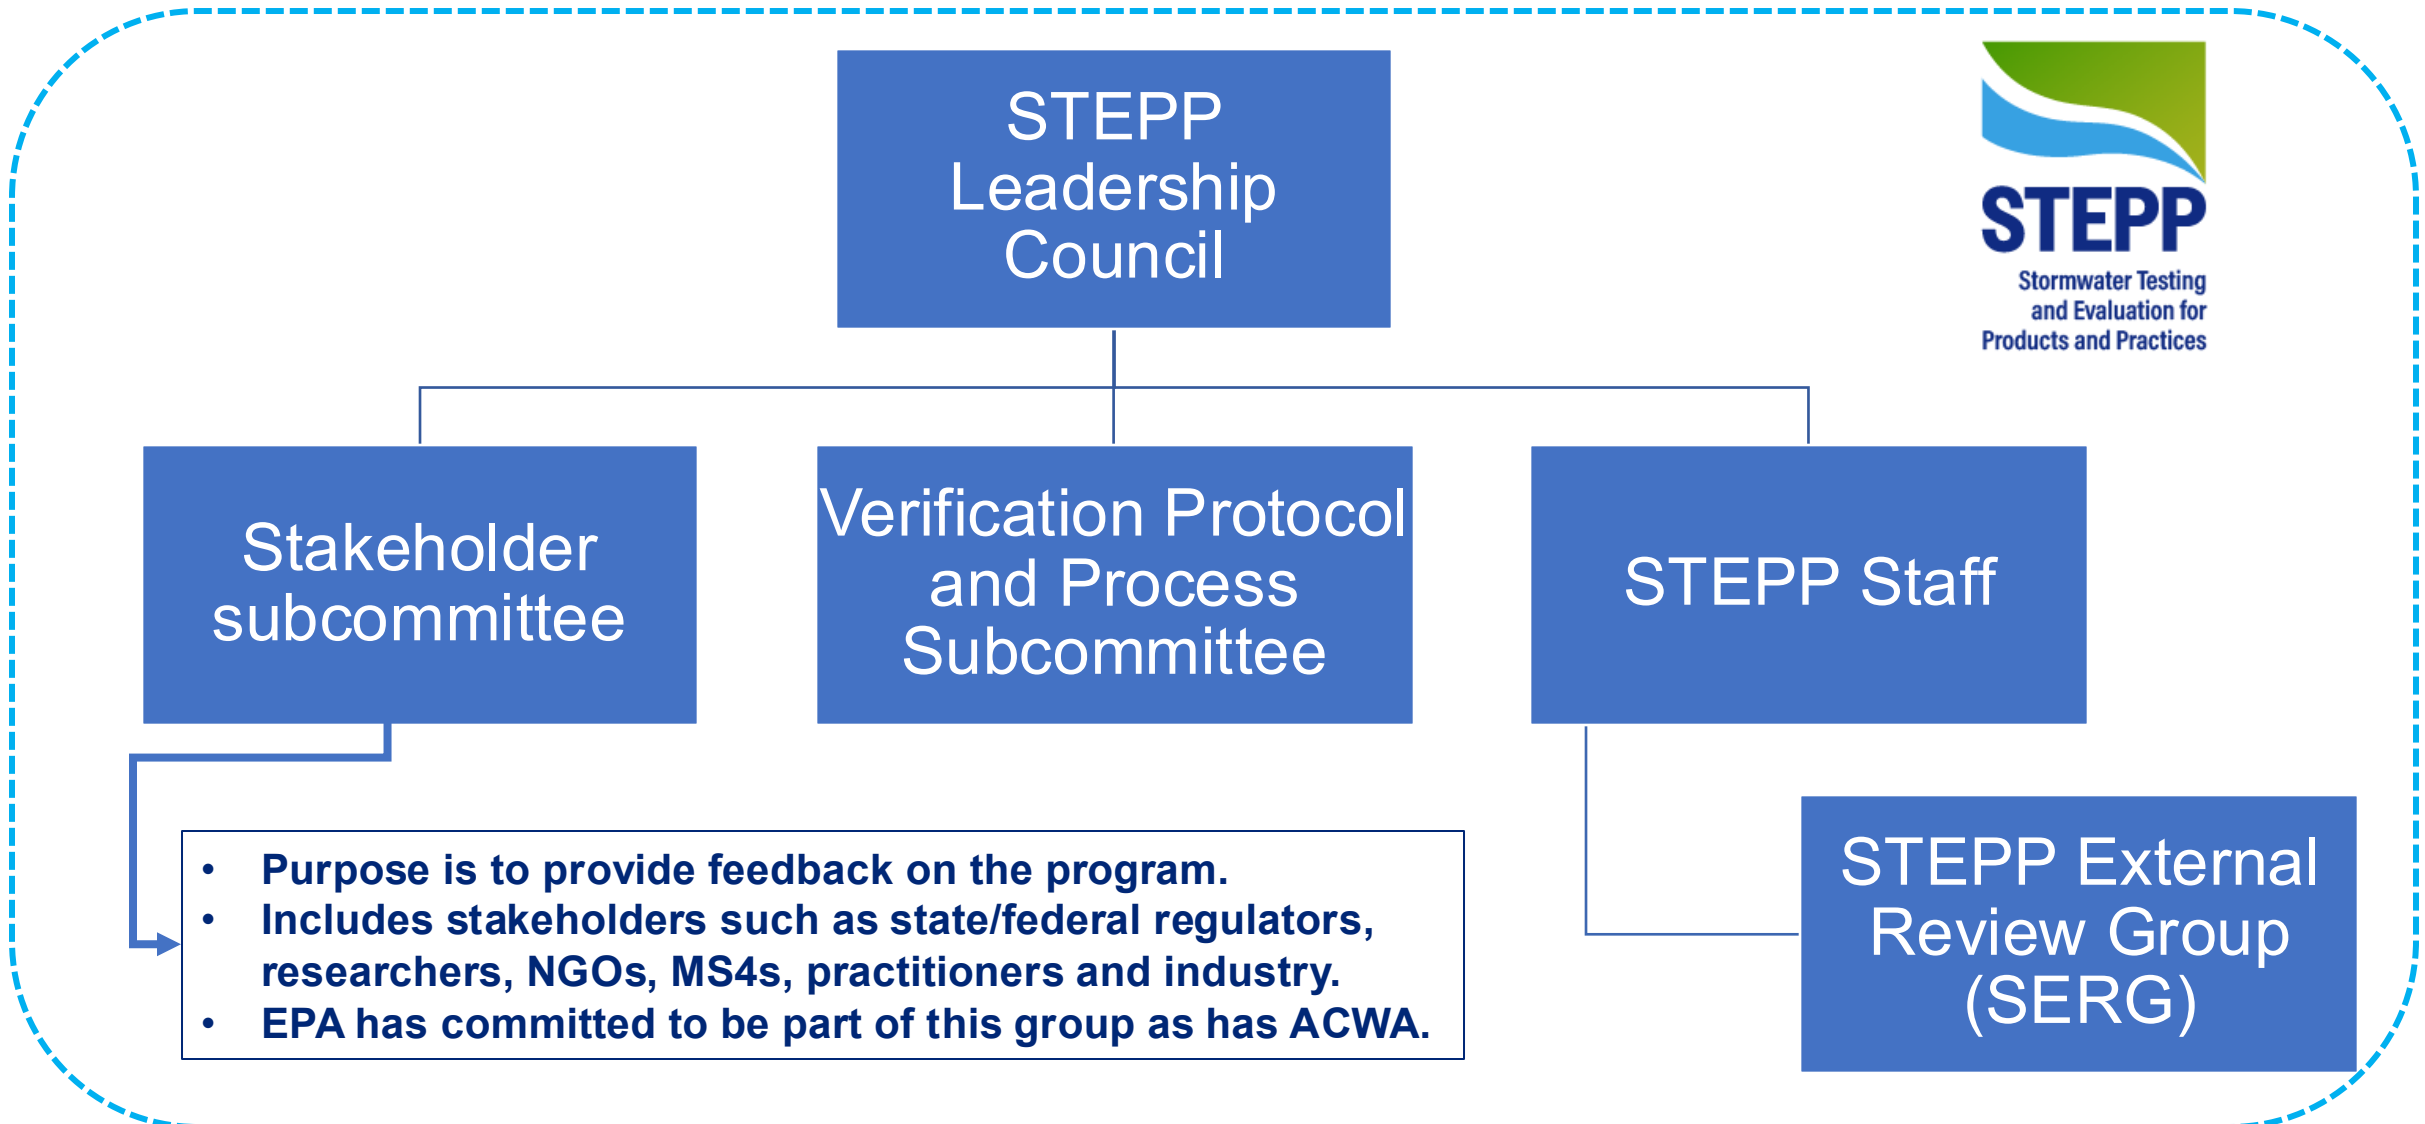 STEPP
Leadership
Council
STEPP
Stormwater Testing
and Evaluation for
Products and Practices
Stakeholder
subcommittee
Verification Protocol
and Process
Subcommittee
STEPP Staff
• Purpose is to provide feedback on the program.
• Includes stakeholders such as state/federal regulators,
researchers, NGOs, MS4s, practitioners and industry.
• EPA has committed to be part of this group as has ACWA.
STEPP External
Review Group
(SERG)